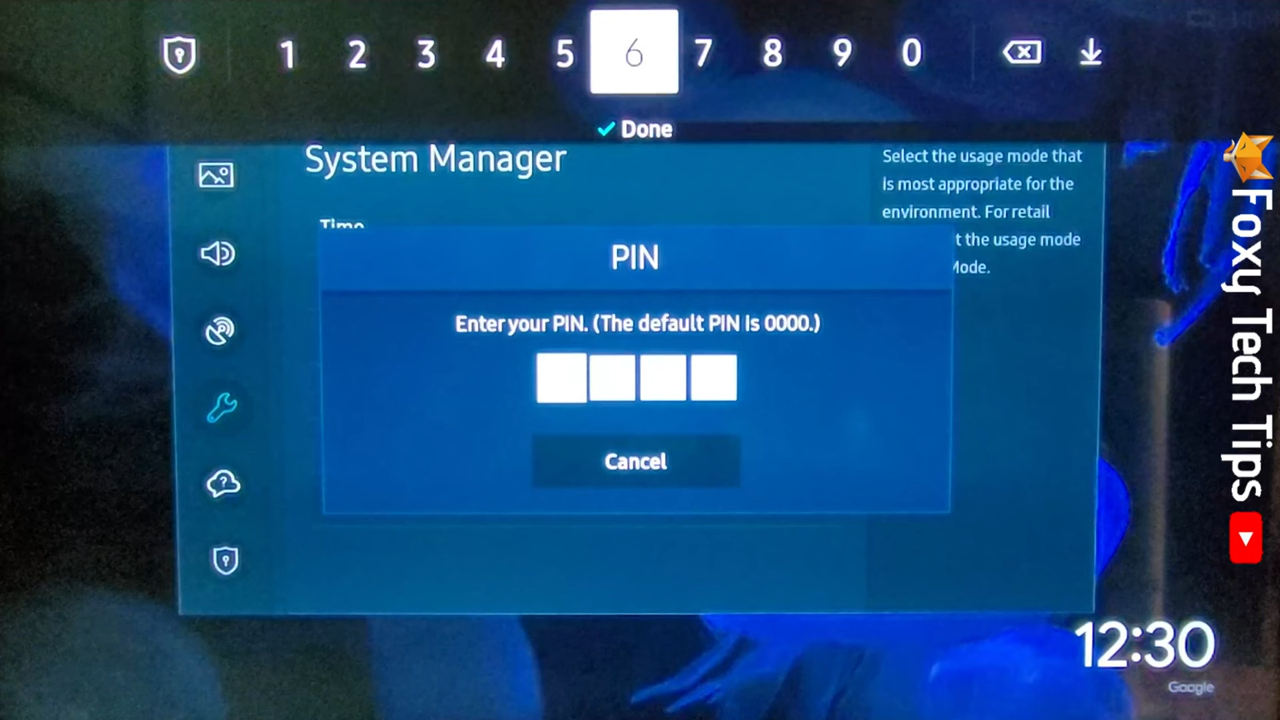 1 2 3 4 5 6 7 8 9 0
Done
System Manager
Time
Select the usage mode that
is most appropriate for the
environment. For retail
t the usage mode
Mode.
PIN
Enter your PIN. (The default PIN is 0000.)
Cancel
12:30
Google
Foxy Tech Tips